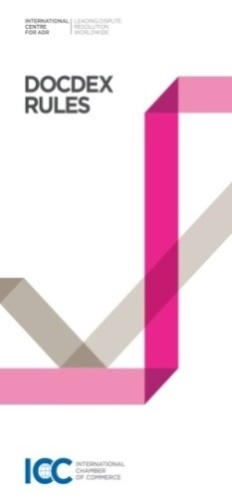 INTERNATIONAL
CENTRE
FOR ADR
LEADING DISPUTE
RESOLUTION
WORLDWIDE
DOCDEX
RULES
ICC
INTERNATIONAL
CHAMBER
OF COMMERCE